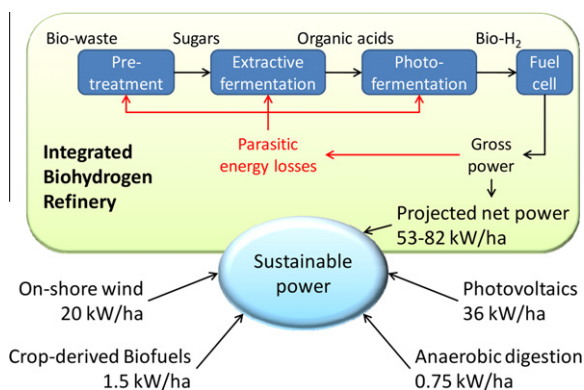 Bio-waste Sugars Organic acids Bio-H₂
Pre-
treatment
Extractive
fermentation
Photo-
fermentation
Fuel
cell
Parasitic
energy losses
Gross
power
Integrated
Biohydrogen
Refinery
Projected net power
53-82 kW/ha
Sustainable
power
On-shore wind
20 kW/ha
Photovoltaics
36 kW/ha
Crop-derived Biofuels
1.5 kW/ha
Anaerobic digestion
0.75 kW/ha